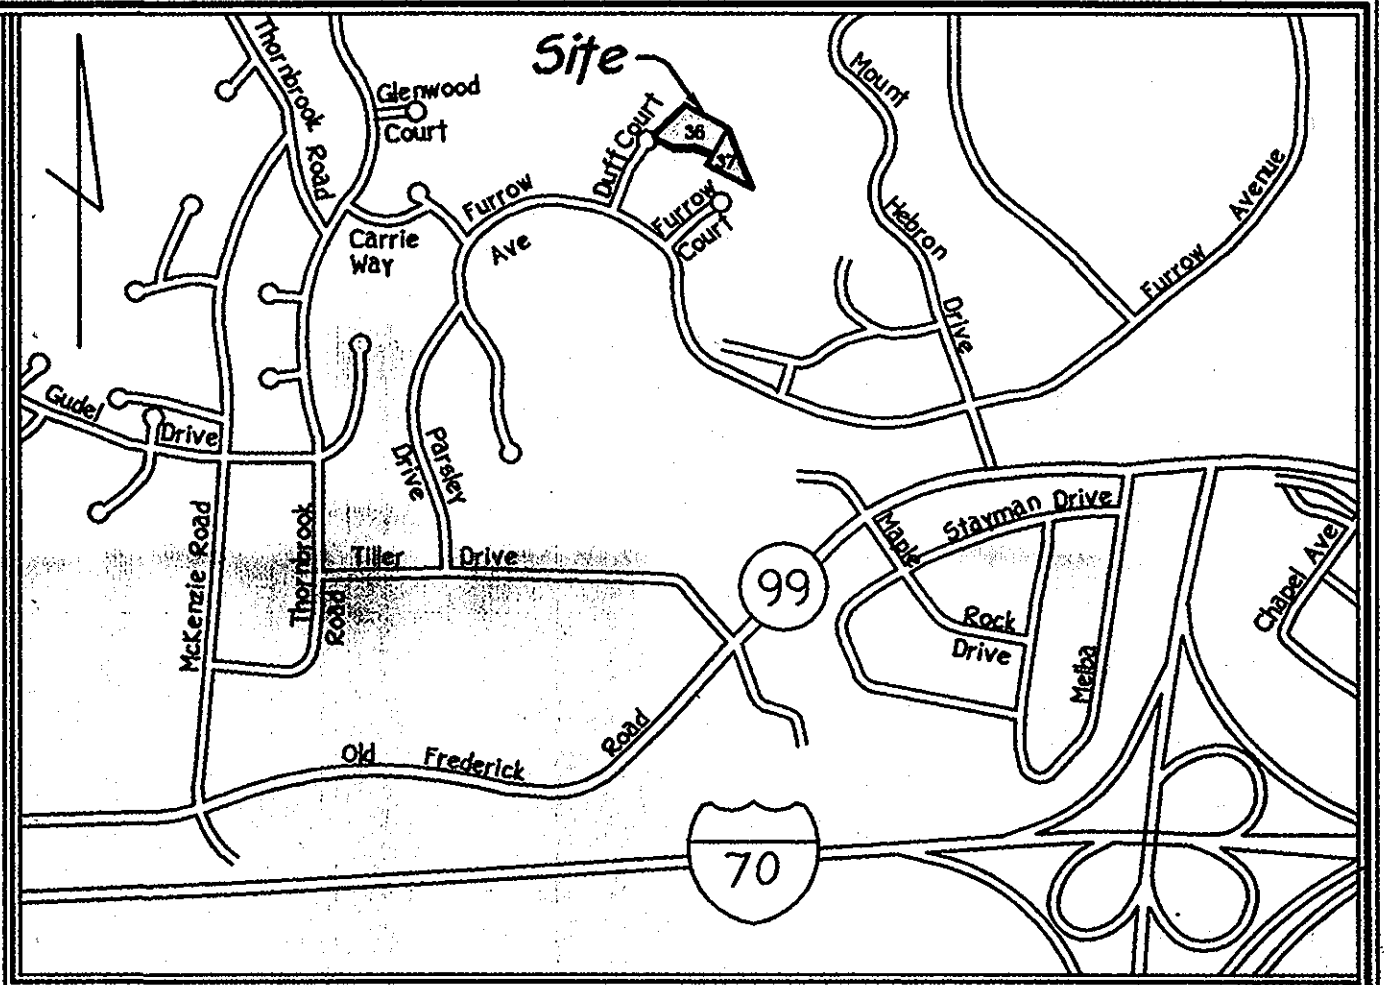 Site
Thornbrook Road
Glenwood
Court
36
37
Duff Court
Mount
Hebron
Drive
Furrow
Ave
Furrow
Court
Carrie
Way
Furrow
Avenue
Gudel
Drive
Parsley
Drive
McKenzie Road
Thornbrook
Road
Tiller
Drive
Stayman Drive
Maple
Rock
Drive
Melba
Chapel Ave
99
Old Frederick Road
70